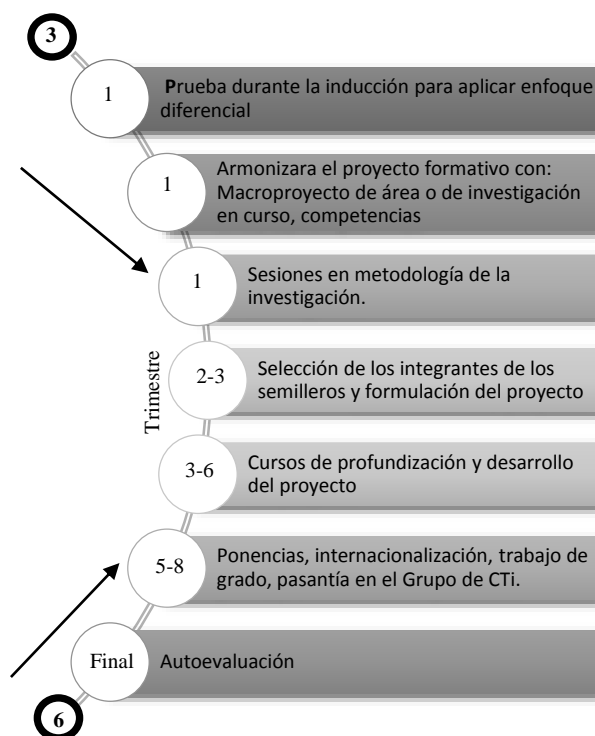 3
1
Prueba durante la inducción para aplicar enfoque
diferencial
1
Armonizara el proyecto formativo con:
Macroproyecto de área o de investigación
en curso, competencias
1
Sesiones en metodología de la
investigación.
Trimestre
2-3
Selección de los integrantes de los
semilleros y formulación del proyecto
3-6
Cursos de profundización y desarrollo
del proyecto
5-8
Ponencias, internacionalización, trabajo de
grado, pasantía en el Grupo de CTi.
Final
Autoevaluación
6